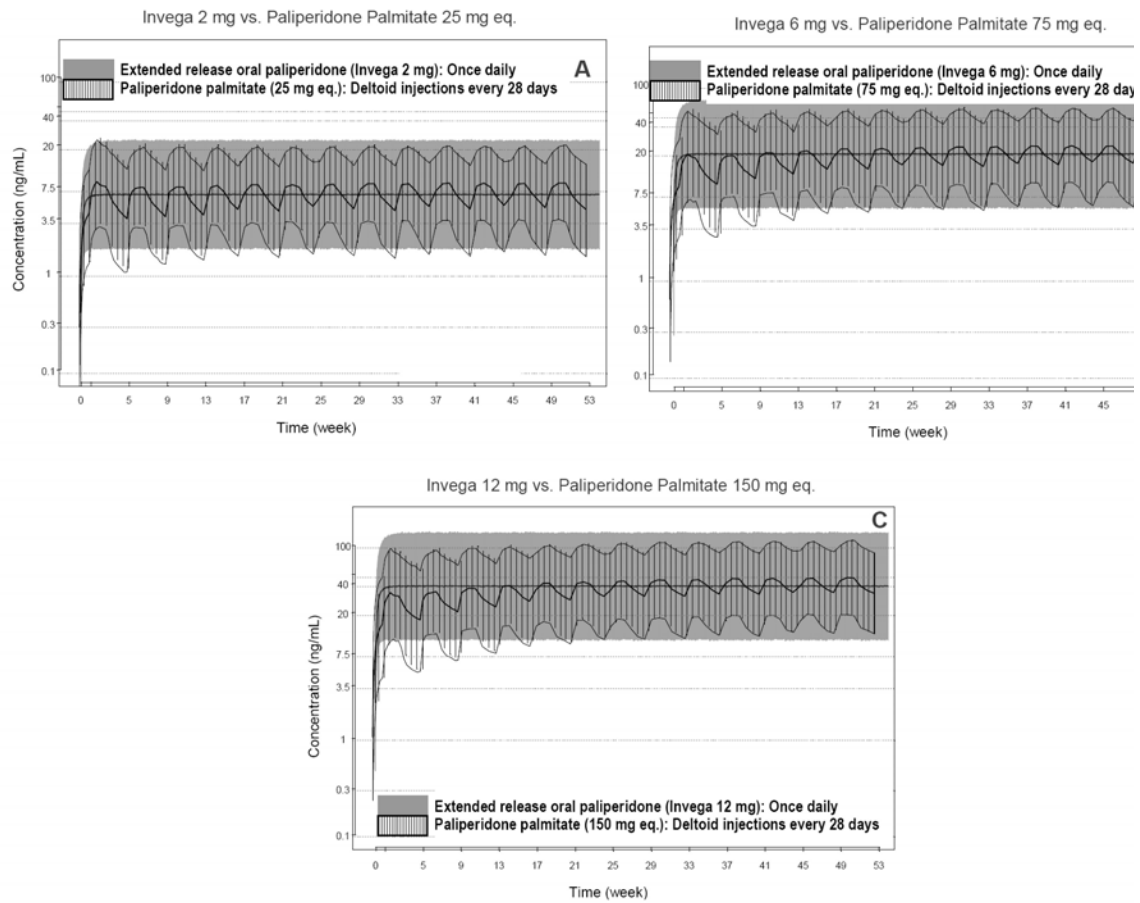 Invega 2 mg vs. Paliperidone Palmitate 25 mg eq.
A
Extended release oral paliperidone (Invega 2 mg): Once daily
Paliperidone palmitate (25 mg eq.): Deltoid injections every 28 days
Concentration (ng/mL)
100
40
20
7.5
3.5
1
0.3
0.1
0 5 9 13 17 21 25 29 33 37 41 45 49 53
Time (week)
Invega 6 mg vs. Paliperidone Palmitate 75 mg eq.
Extended release oral paliperidone (Invega 6 mg): Once daily
Paliperidone palmitate (75 mg eq.): Deltoid injections every 28 day
100
40
20
7.5
3.5
1
0.3
0.1
0 5 9 13 17 21 25 29 33 37 41 45
Time (week)
Invega 12 mg vs. Paliperidone Palmitate 150 mg eq.
C
Concentration (ng/mL)
100
40
20
7.5
3.5
1
0.3
0.1
Extended release oral paliperidone (Invega 12 mg): Once daily
Paliperidone palmitate (150 mg eq.): Deltoid injections every 28 days
0 5 9 13 17 21 25 29 33 37 41 45 49 53
Time (week)